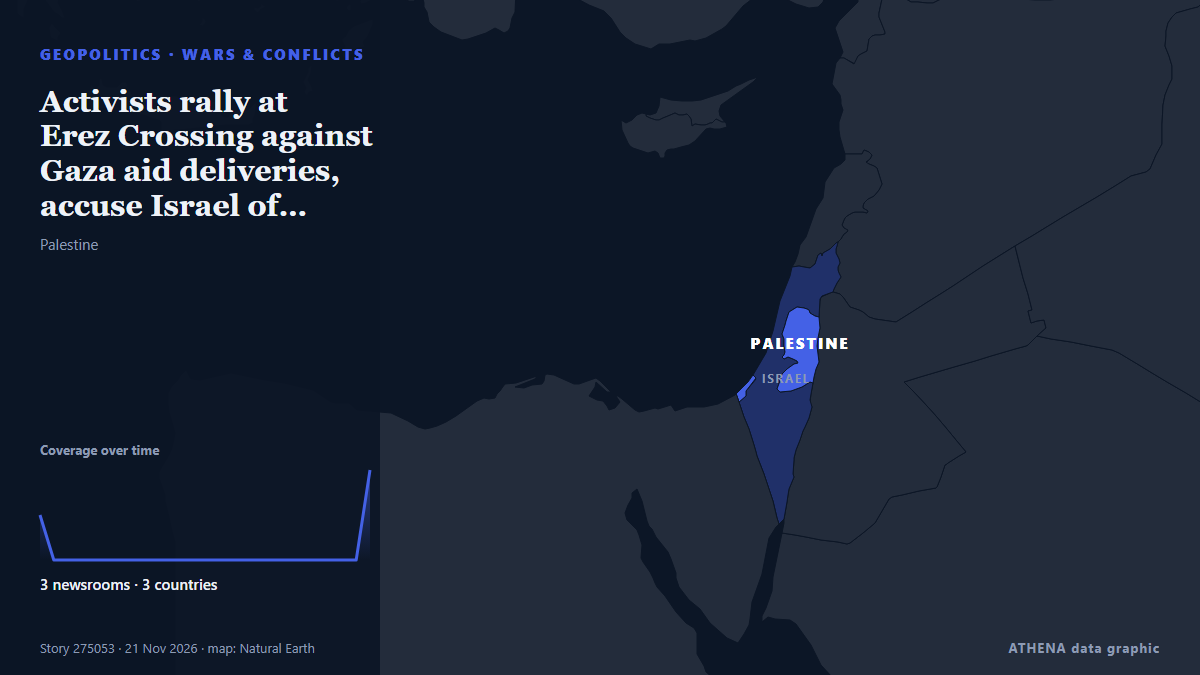 GEOPOLITICS · WARS & CONFLICTS
Activists rally at
Erez Crossing against
Gaza aid deliveries,
accuse Israel of...
Palestine
PALESTINE
ISRAEL
Coverage over time
3 newsrooms · 3 countries
Story 275053 · 21 Nov 2026 · map: Natural Earth
ATHENA data graphic